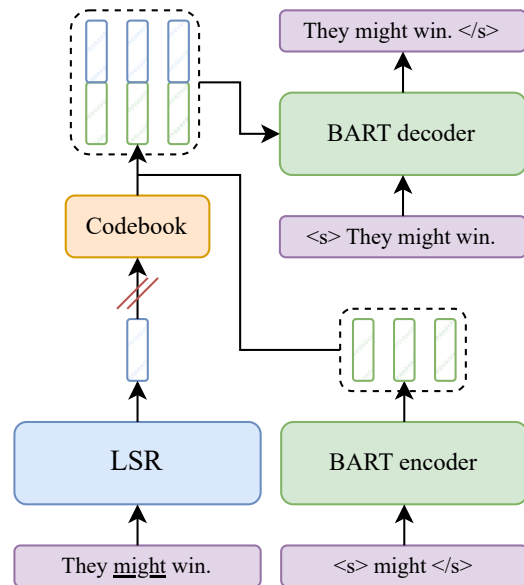 They might win. </s>
BART decoder
Codebook
<s> They might win.
LSR
BART encoder
They might win.
<s> might </s>